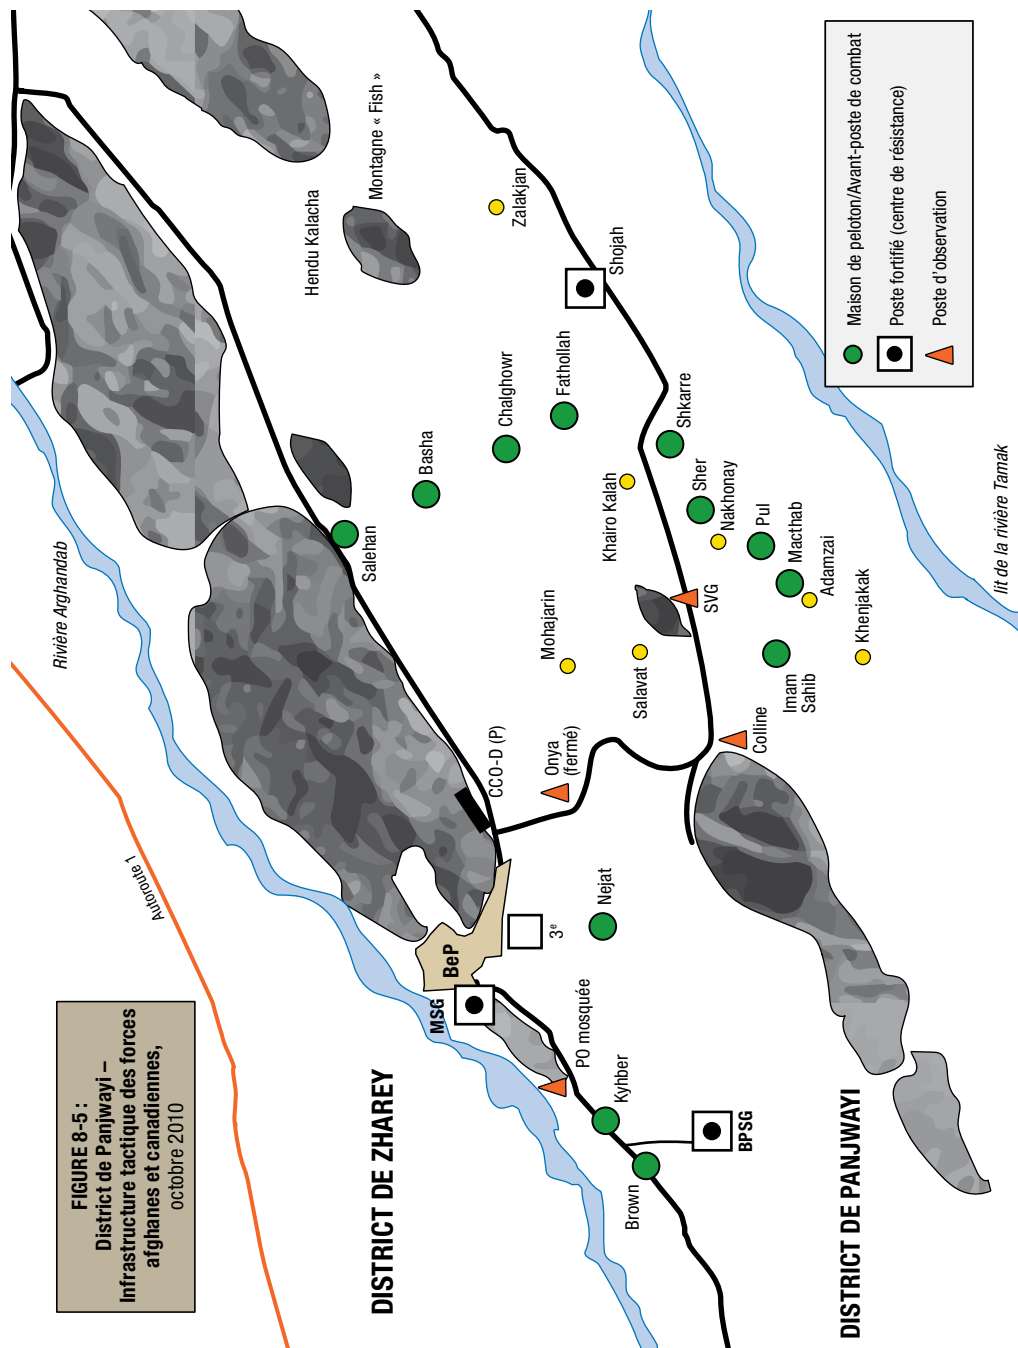 FIGURE 8-5 :
District de Panjwayi –
Infrastructure tactique des forces
afghanes et canadiennes,
octobre 2010
Autoroute 1
Rivière Arghandab
DISTRICT DE ZHAREY
MSG
BeP
3e
CCO-D (P)
PO mosquée
Kyhber
Brown
BPSG
Nejat
Onya
(fermé)
Mohajarin
Salavat
Colline
SVG
Salehan
Basha
Chalghowr
Fathollah
Khairo Kalah
Shkarre
Sher
Nakhonay
Pul
Macthab
Adamzai
Imam
Sahib
Khenjakak
Hendu Kalacha
Montagne « Fish »
Zalakjan
Shojah
DISTRICT DE PANJWAYI
lit de la rivière Tarnak
Maison de peloton/Avant-poste de combat
Poste fortifié (centre de résistance)
Poste d'observation